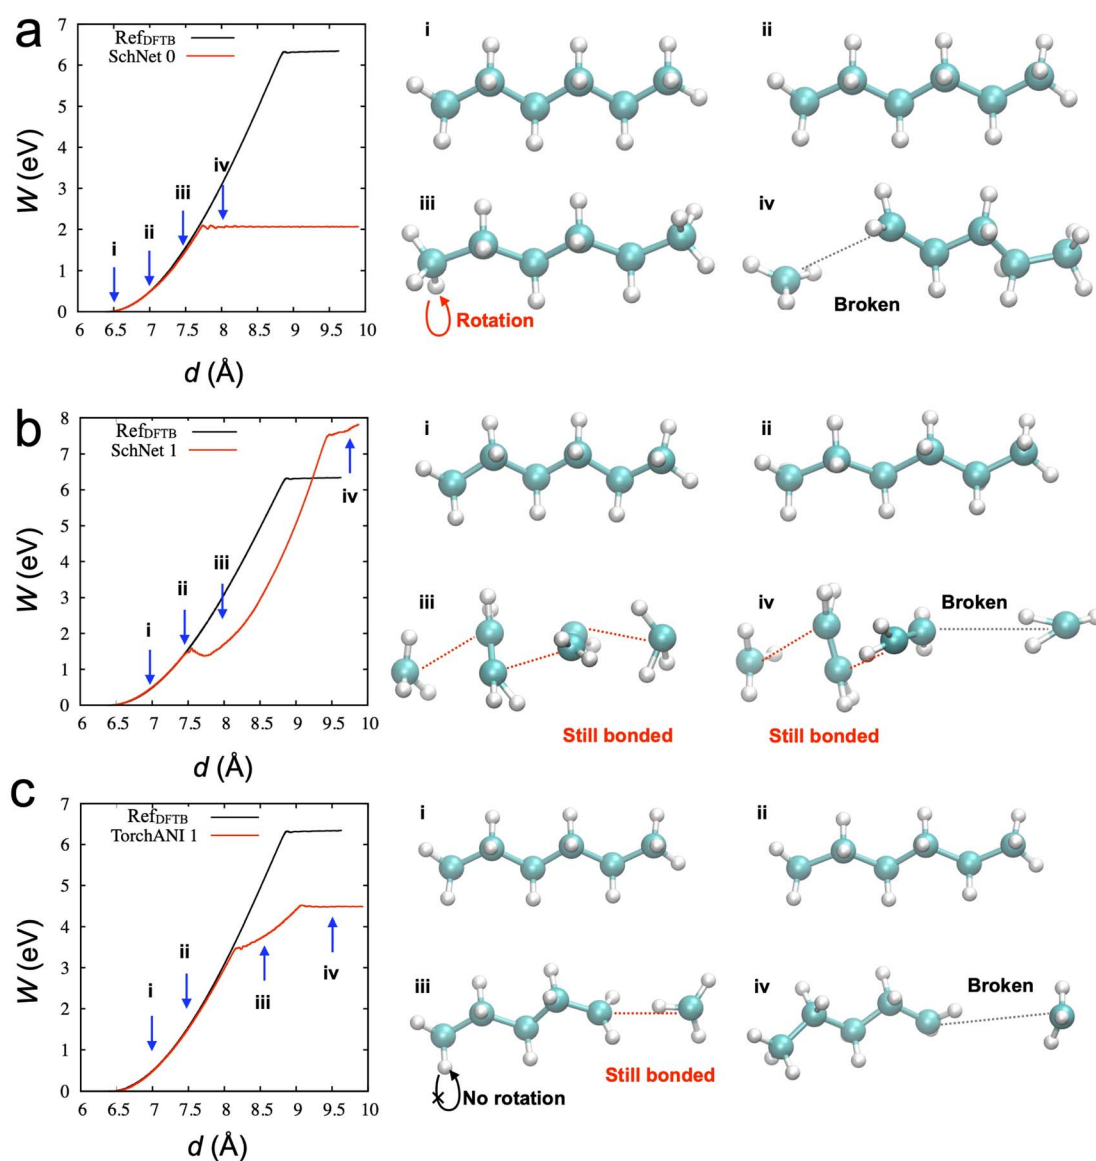 a
7
Ref_DFTB
SchNet 0
6
5
4
3
2
1
0
W (eV)
i
ii
iii
iv
6 6.5 7 7.5 8 8.5 9 9.5 10
d (Å)
i
ii
iii
Rotation
iv
Broken
b
8
Ref_DFTB
SchNet 1
7
6
5
4
3
2
1
0
W (eV)
i
ii
iii
iv
6 6.5 7 7.5 8 8.5 9 9.5 10
d (Å)
i
ii
iii
Still bonded
iv
Broken
Still bonded
c
7
Ref_DFTB
TorchANI 1
6
5
4
3
2
1
0
W (eV)
i
ii
iii
iv
6 6.5 7 7.5 8 8.5 9 9.5 10
d (Å)
i
ii
iii
No rotation
Still bonded
iv
Broken